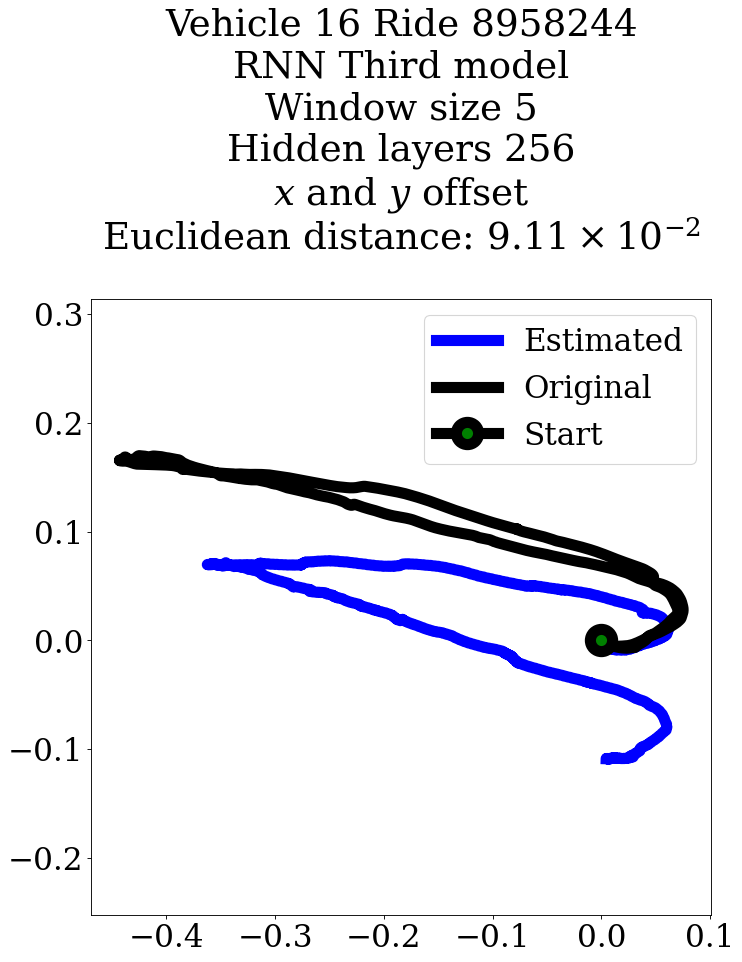 Vehicle 16 Ride 8958244
RNN Third model
Window size 5
Hidden layers 256
x and y offset
Euclidean distance: 9.11 × 10⁻²
Estimated
Original
Start
0.3
0.2
0.1
0.0
−0.1
−0.2
−0.4 −0.3 −0.2 −0.1 0.0 0.1